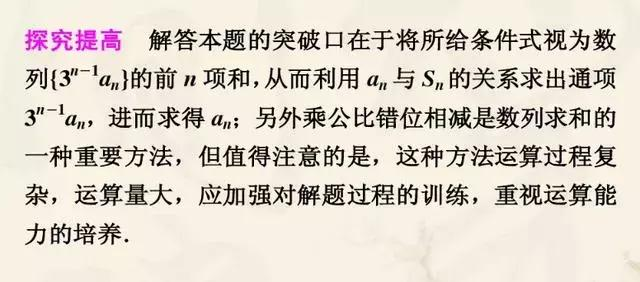 探究提高 解答本题的突破口在于将所给条件式视为数
列{3ⁿ⁻¹aₙ}的前 n 项和,从而利用 aₙ 与 Sₙ 的关系求出通项
3ⁿ⁻¹aₙ,进而求得 aₙ;另外乘公比错位相减是数列求和的
一种重要方法,但值得注意的是,这种方法运算过程复
杂,运算量大,应加强对解题过程的训练,重视运算能
力的培养.